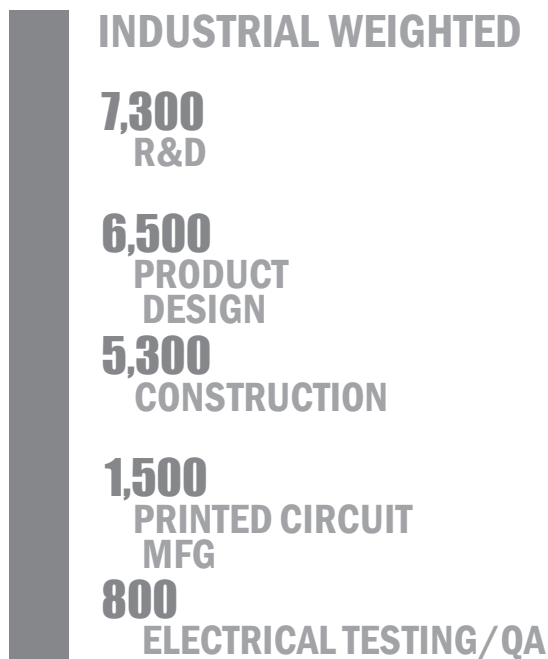 INDUSTRIAL WEIGHTED
7,300
R&D
6,500
PRODUCT
DESIGN
5,300
CONSTRUCTION
1,500
PRINTED CIRCUIT
MFG
800
ELECTRICAL TESTING/QA